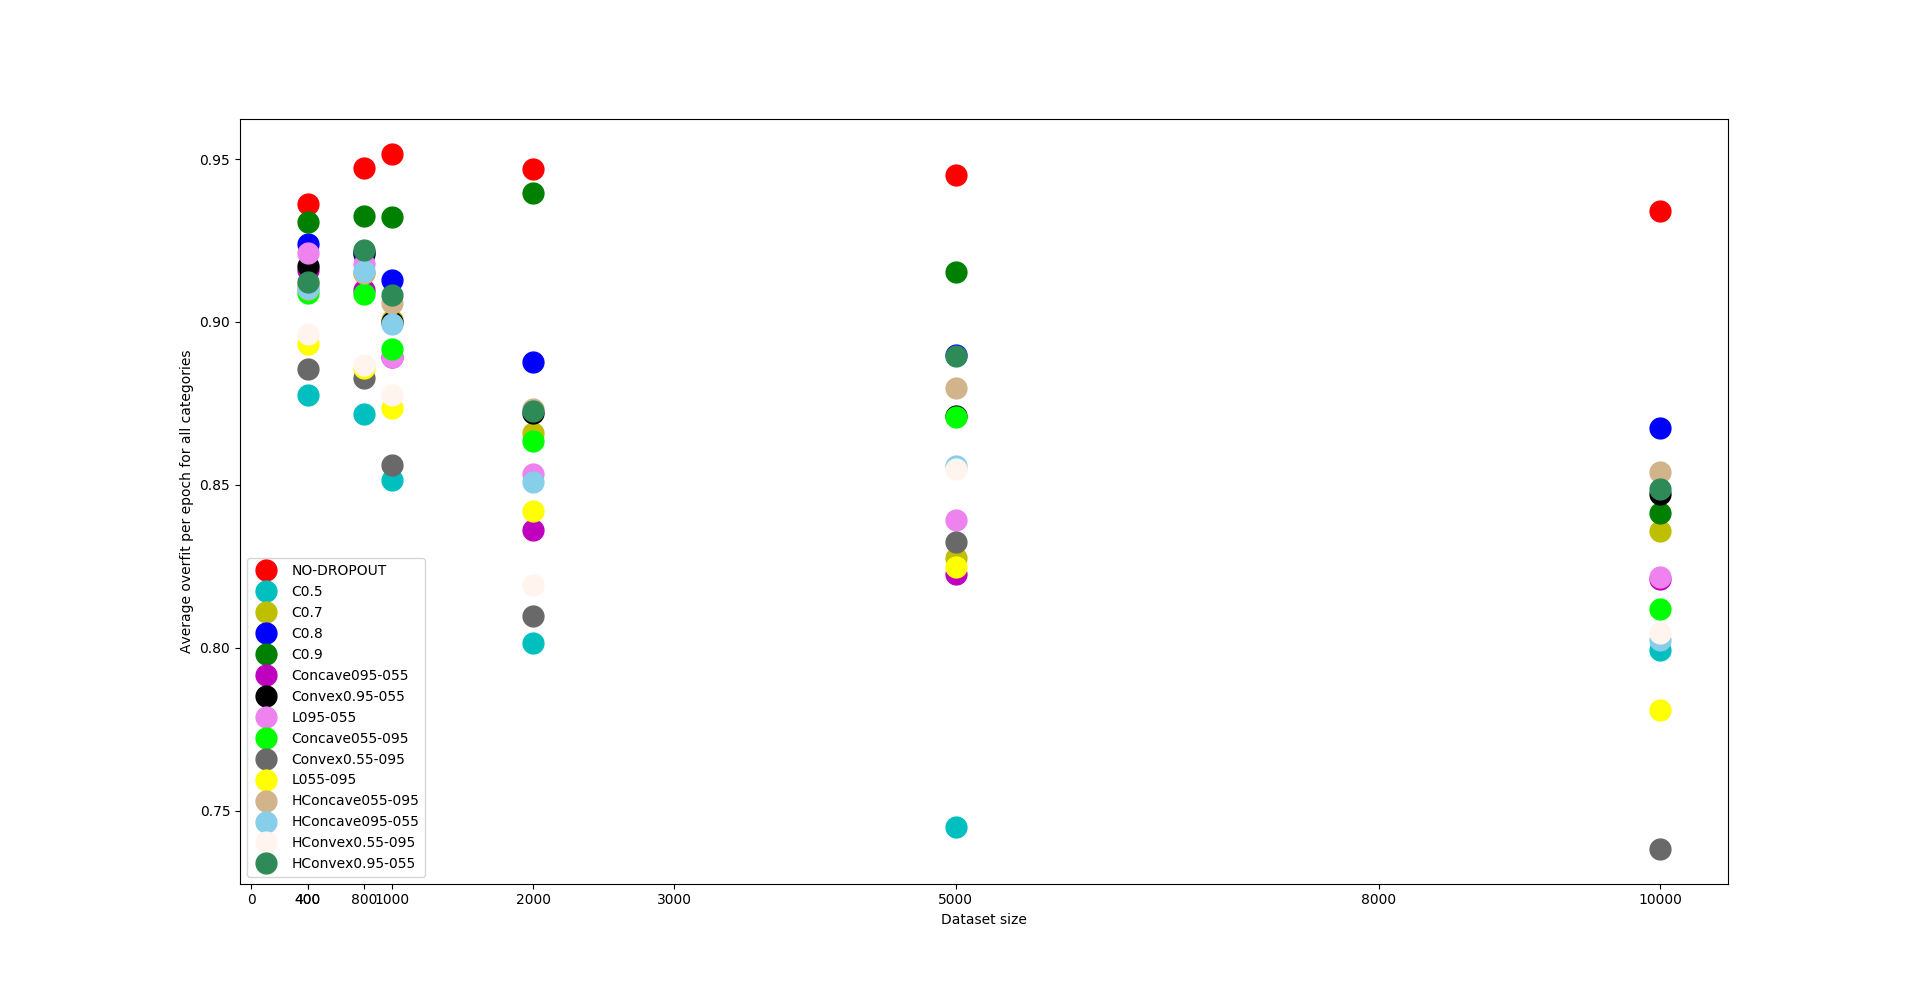 0.95
0.90
0.85
0.80
0.75
Average overfit per epoch for all categories
NO-DROPOUT
C0.5
C0.7
C0.8
C0.9
Concave095-055
Convex0.95-055
L095-055
Concave055-095
Convex0.55-095
L055-095
HConcave055-095
HConcave095-055
HConvex0.55-095
HConvex0.95-055
0 400 800 1000 2000 3000 5000 8000 10000
Dataset size